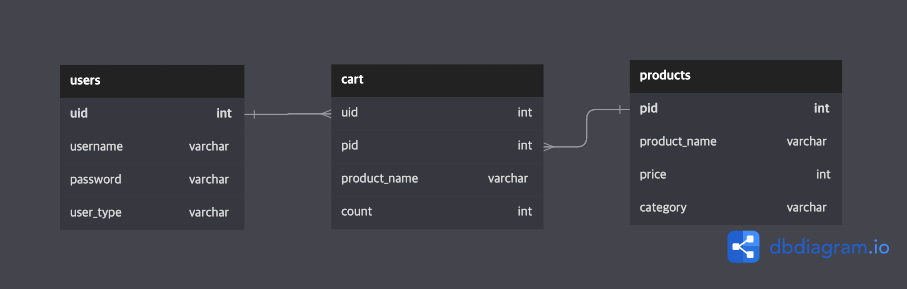 users
uid int
username varchar
password varchar
user_type varchar
cart
uid int
pid int
product_name varchar
count int
products
pid int
product_name varchar
price int
category varchar
dbdiagram.io